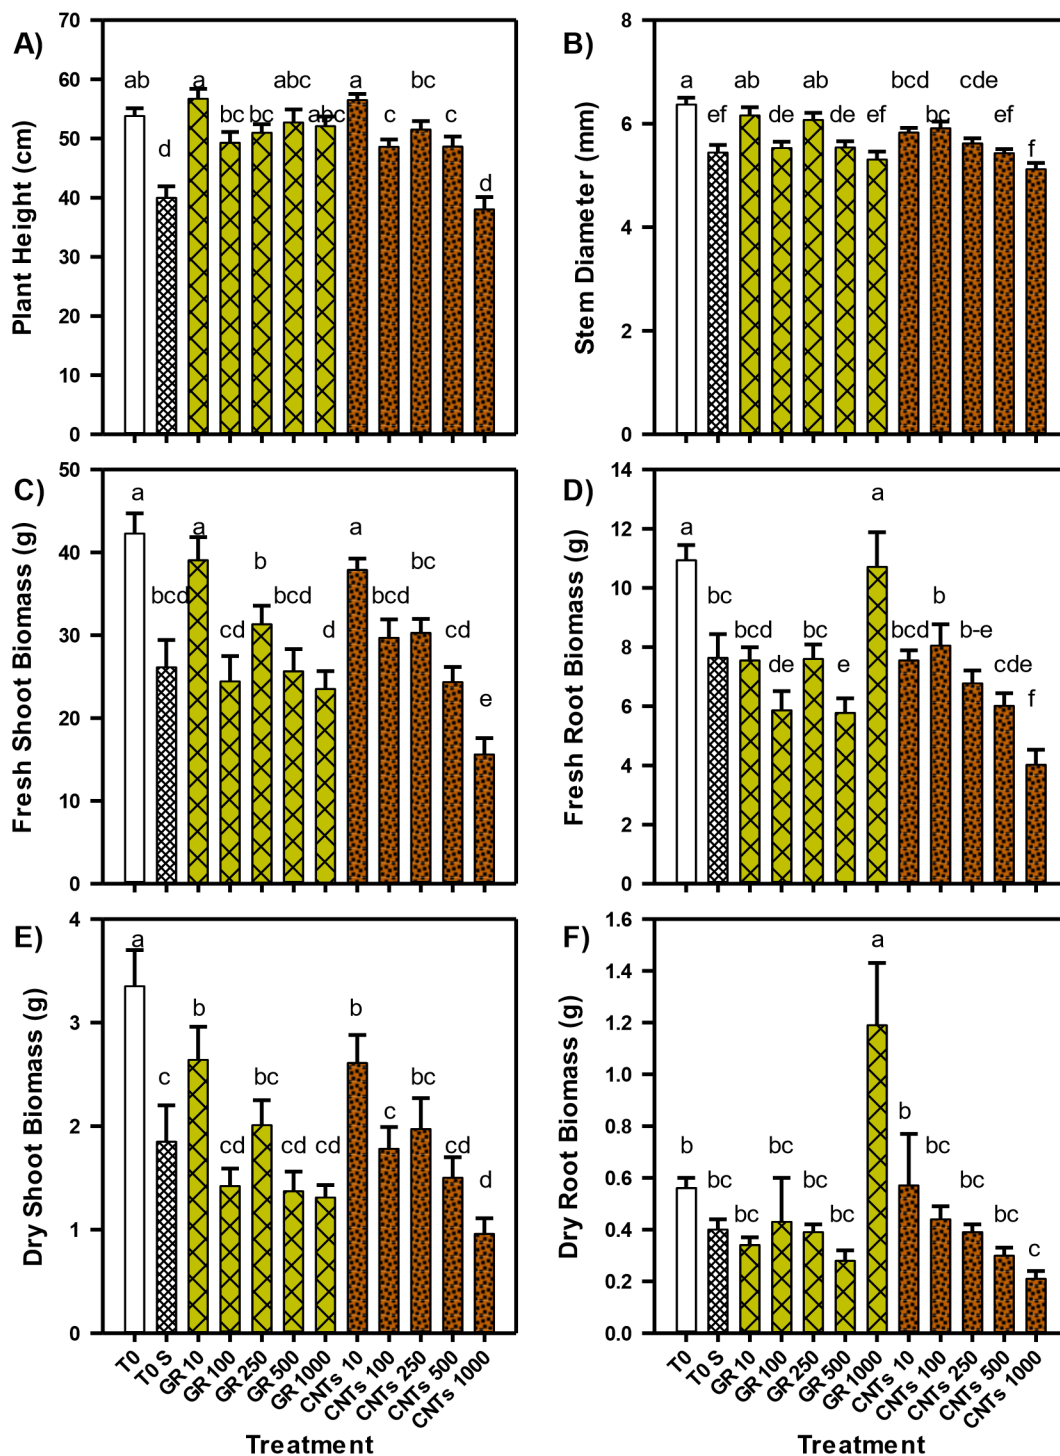 A)
Plant Height (cm)
70
60
50
40
30
20
10
0
ab
d
a
bc
bc
abc
abc
a
c
bc
c
d
B)
Stem Diameter (mm)
8
6
4
2
0
a
ef
ab
de
ab
de
ef
bcd
bc
cde
ef
f
C)
Fresh Shoot Biomass (g)
50
40
30
20
10
0
a
bcd
a
cd
b
bcd
d
a
bcd
bc
cd
e
D)
Fresh Root Biomass (g)
14
12
10
8
6
4
2
0
a
bc
bcd
de
bc
e
a
bcd
b
b-e
cde
f
E)
Dry Shoot Biomass (g)
4
3
2
1
0
a
c
b
cd
bc
cd
cd
b
c
bc
cd
d
T0
T0 S
GR 10
GR 100
GR 250
GR 500
GR 1000
CNTs 10
CNTs 100
CNTs 250
CNTs 500
CNTs 1000
Treatment
F)
Dry Root Biomass (g)
1.6
1.4
1.2
1.0
0.8
0.6
0.4
0.2
0.0
b
bc
bc
bc
bc
bc
a
b
bc
bc
bc
c
T0
T0 S
GR 10
GR 100
GR 250
GR 500
GR 1000
CNTs 10
CNTs 100
CNTs 250
CNTs 500
CNTs 1000
Treatment